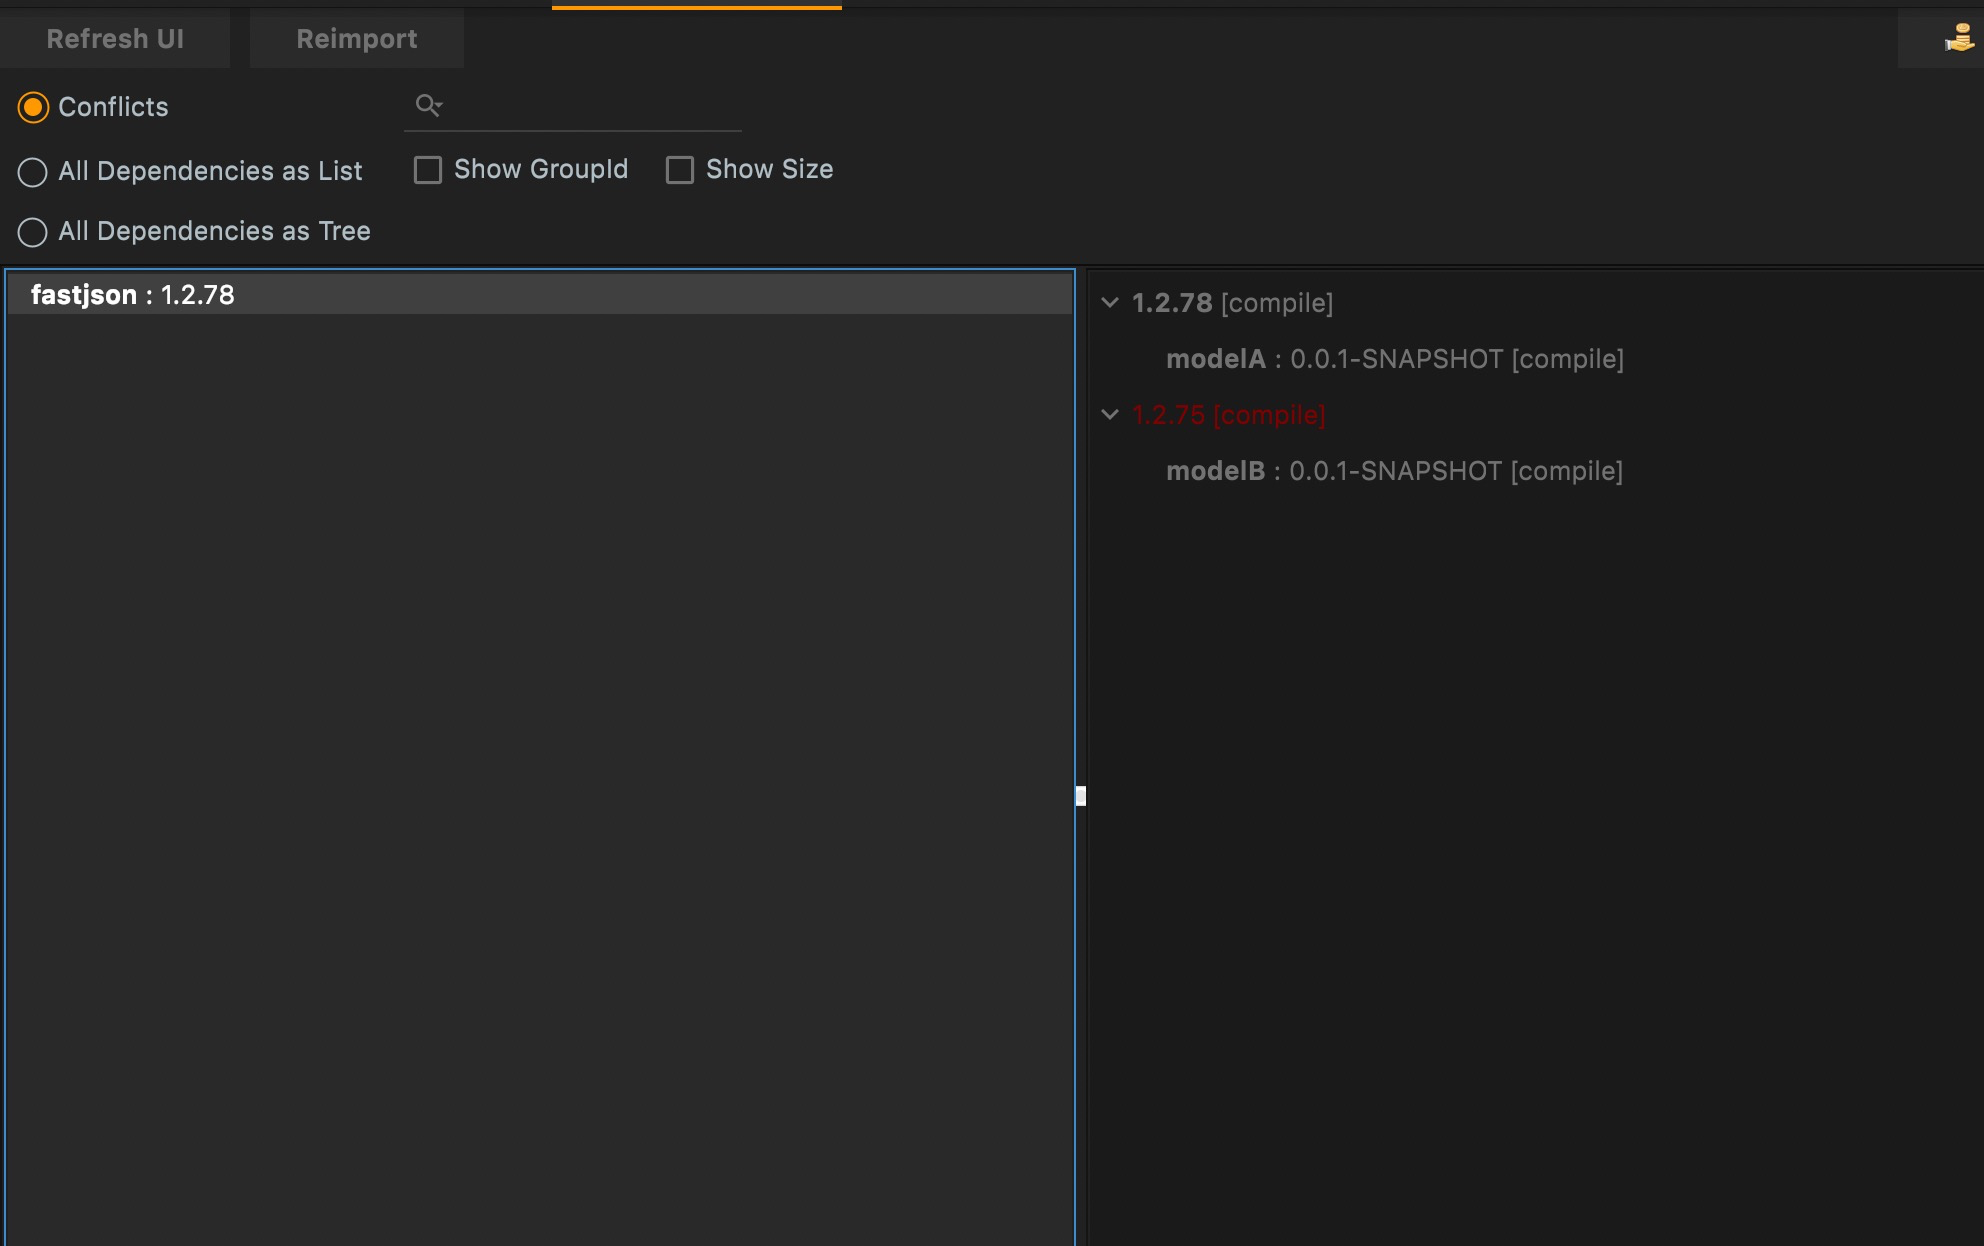 Refresh UI Reimport
Conflicts
All Dependencies as List Show GroupId Show Size
All Dependencies as Tree
fastjson : 1.2.78
1.2.78 [compile]
modelA : 0.0.1-SNAPSHOT [compile]
1.2.75 [compile]
modelB : 0.0.1-SNAPSHOT [compile]